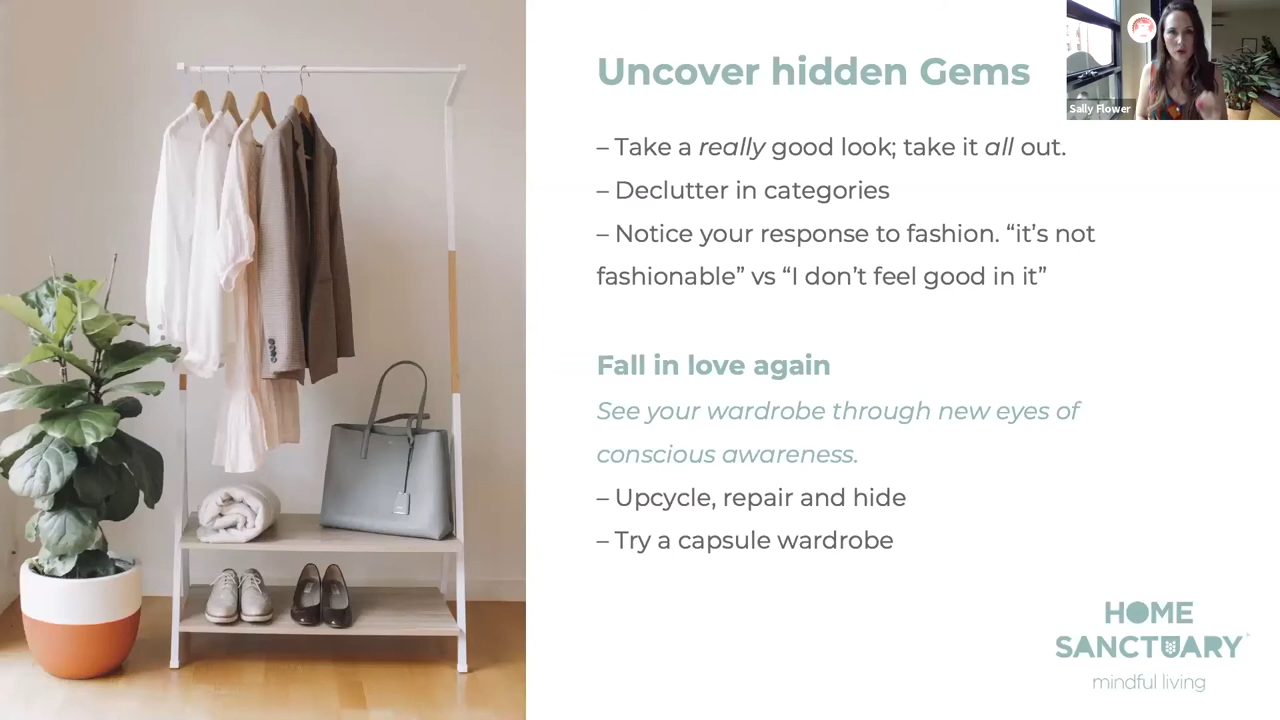 Uncover hidden Gems
Sally Flower
– Take a really good look; take it all out.
– Declutter in categories
– Notice your response to fashion. “it’s not
fashionable” vs “I don’t feel good in it”
Fall in love again
See your wardrobe through new eyes of
conscious awareness.
– Upcycle, repair and hide
– Try a capsule wardrobe
HOME
SANCTUARY
mindful living